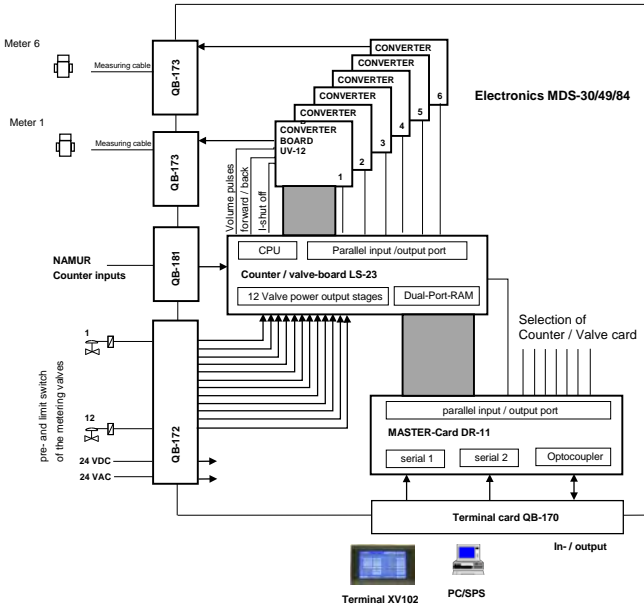 Meter 6
Measuring cable
QB-173
Meter 1
Measuring cable
QB-173
CONVERTER
6
CONVERTER
5
CONVERTER
4
CONVERTER
3
CONVERTER
2
CONVERTER
BOARD
UV-12
1
Electronics MDS-30/49/84
Volume pulses
forward / back
I-shut off
NAMUR
Counter inputs
QB-181
CPU
Parallel input /output port
Counter / valve-board LS-23
12 Valve power output stages
Dual-Port-RAM
Selection of
Counter / Valve card
1
pre- and limit switch
of the metering valves
12
24 VDC
24 VAC
QB-172
parallel input / output port
MASTER-Card DR-11
serial 1
serial 2
Optocoupler
Terminal card QB-170
In- / output
Terminal XV102
PC/SPS